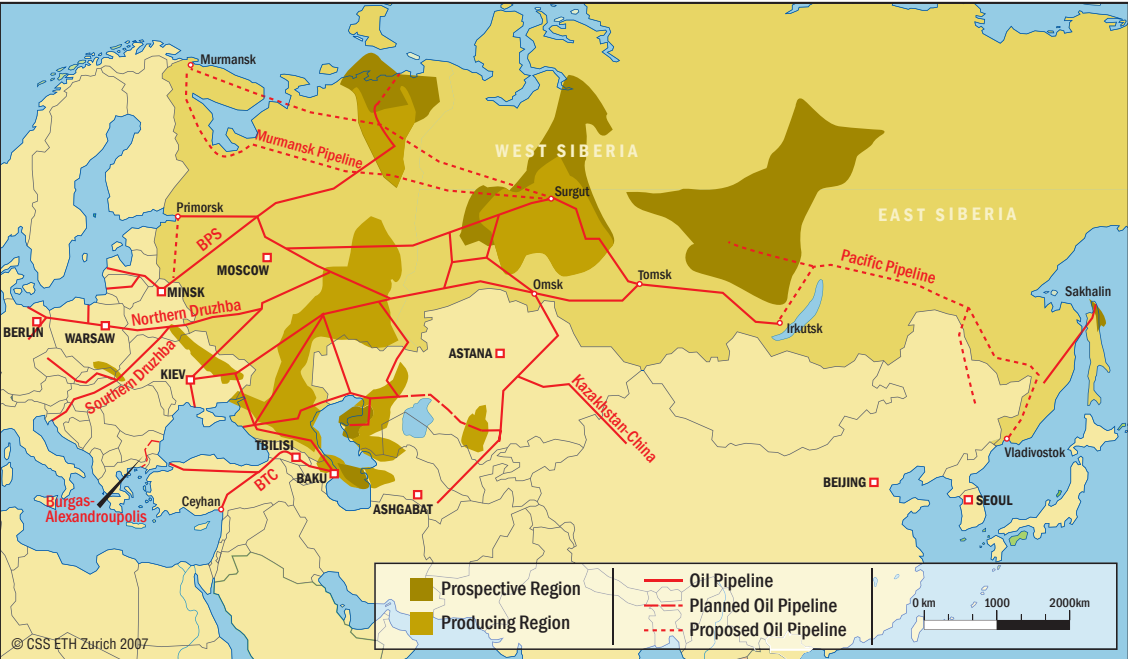 Murmansk
Murmansk Pipeline
WEST SIBERIA
Surgut
Primorsk
EAST SIBERIA
BPS
MOSCOW
Pacific Pipeline
Tomsk
Omsk
Sakhalin
MINSK
Northern Druzhba
BERLIN
WARSAW
Irkutsk
ASTANA
KIEV
Southern Druzhba
Kazakhstan-China
TBILISI
Vladivostok
BTC
BAKU
BEIJING
Burgas-
Alexandroupolis
Ceyhan
ASHGABAT
SEOUL
Prospective Region
Producing Region
Oil Pipeline
Planned Oil Pipeline
Proposed Oil Pipeline
0 km 1000 2000km
© CSS ETH Zurich 2007